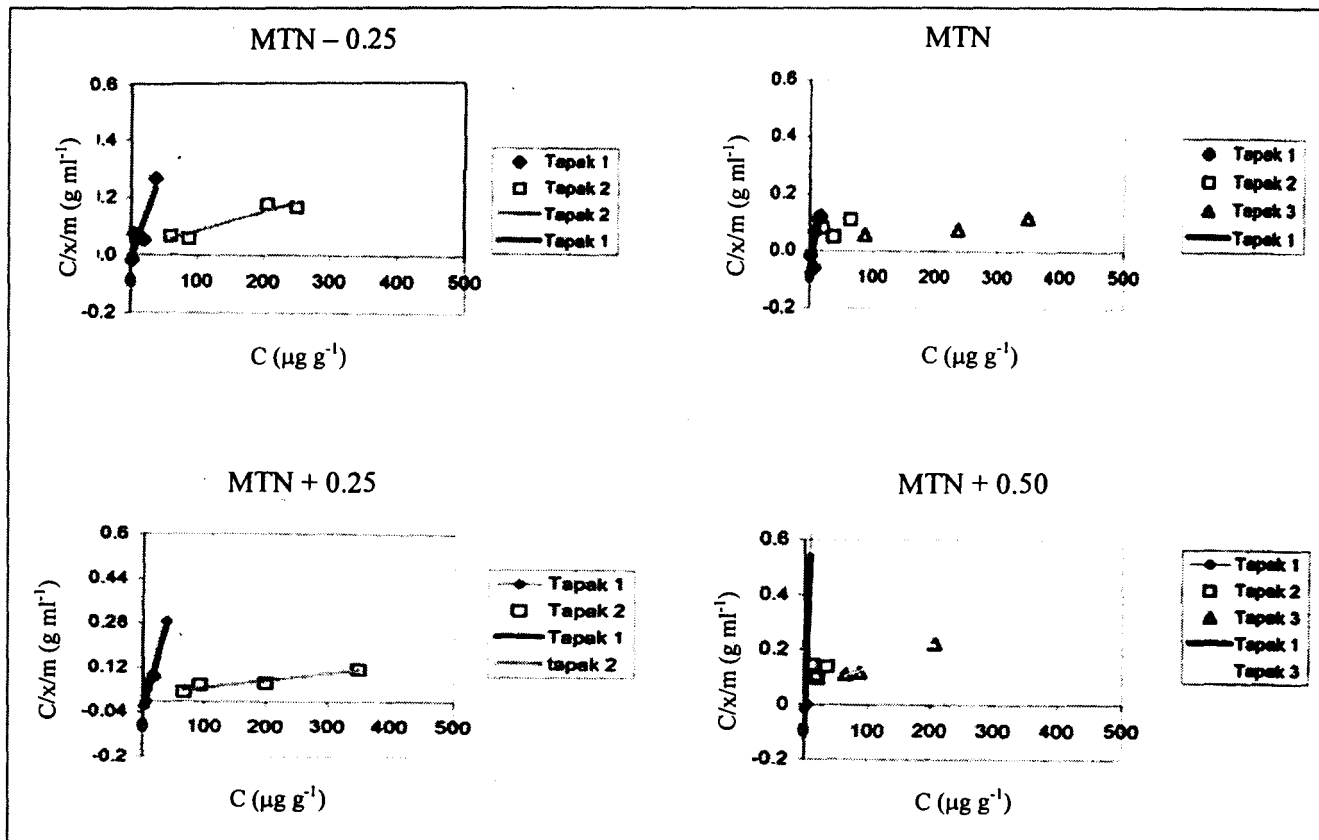 MTN – 0.25
C/x/m (g ml⁻¹)
0.6
1.4
1.2
1.0
-0.2
100 200 300 400 500
C (µg g⁻¹)
Tapak 1
Tapak 2
Tapak 2
Tapak 1
MTN
C/x/m (g ml⁻¹)
0.6
0.4
0.2
0.0
-0.2
100 200 300 400 500
C (µg g⁻¹)
Tapak 1
Tapak 2
Tapak 3
Tapak 1
MTN + 0.25
C/x/m (g ml⁻¹)
0.6
0.44
0.28
0.12
-0.04
-0.2
100 200 300 400 500
C (µg g⁻¹)
Tapak 1
Tapak 2
Tapak 1
tapak 2
MTN + 0.50
C/x/m (g ml⁻¹)
0.6
0.4
0.2
0
-0.2
100 200 300 400 500
C (µg g⁻¹)
Tapak 1
Tapak 2
Tapak 3
Tapak 1
Tapak 3